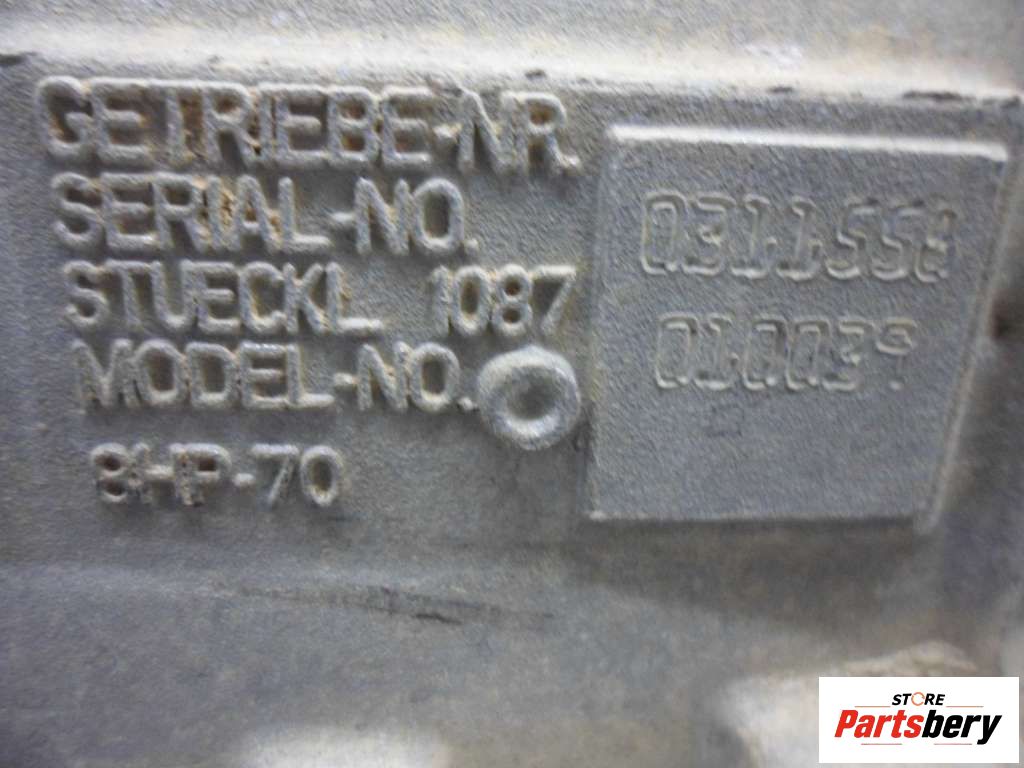 GETRIEBE-NR.
SERIAL-NO.
STUECKL 1087
MODEL-NO.
8HP-70
STORE
Partsbery